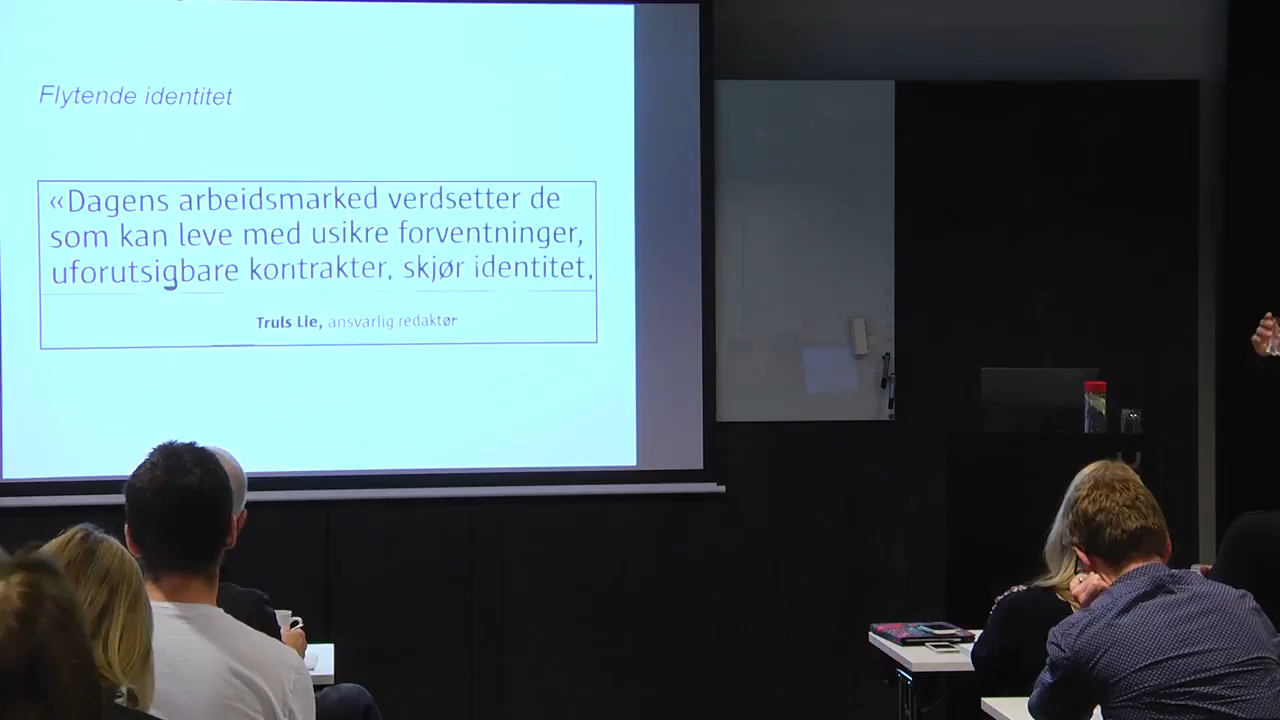 Flytende identitet
«Dagens arbeidsmarked verdsetter de
som kan leve med usikre forventninger,
uforutsigbare kontrakter, skjør identitet,
Truls Lie, ansvarlig redaktør